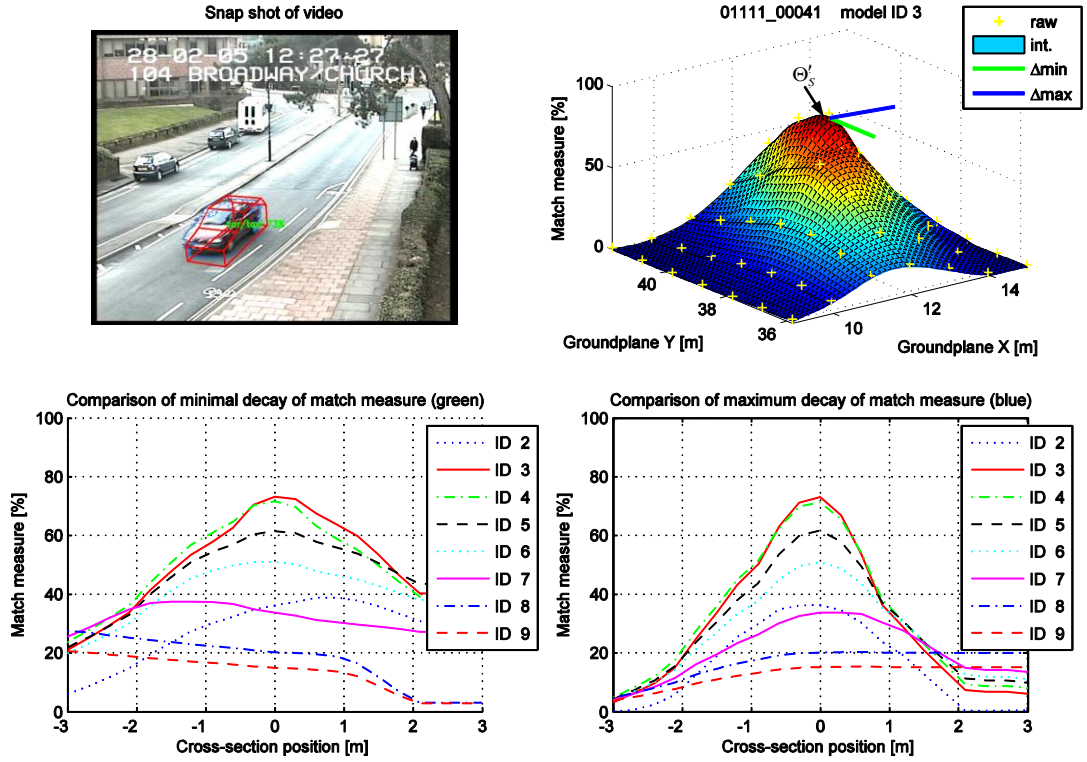 Snap shot of video
28-02-05 12:27:27
104 BROADWAY/CHURCH
01111_00041 model ID 3
raw
int.
Δmin
Δmax
Θ′s
Match measure [%]
100
50
0
40
38
36
10
12
14
Groundplane Y [m]
Groundplane X [m]
Comparison of minimal decay of match measure (green)
Match measure [%]
100
80
60
40
20
0
-3 -2 -1 0 1 2 3
Cross-section position [m]
ID 2
ID 3
ID 4
ID 5
ID 6
ID 7
ID 8
ID 9
Comparison of maximum decay of match measure (blue)
Match measure [%]
100
80
60
40
20
0
-3 -2 -1 0 1 2 3
Cross-section position [m]
ID 2
ID 3
ID 4
ID 5
ID 6
ID 7
ID 8
ID 9